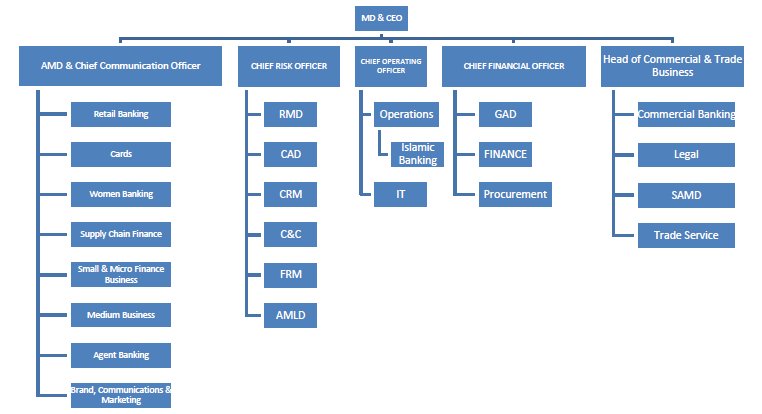 MD & CEO
AMD & Chief Communication Officer
CHIEF RISK OFFICER
CHIEF OPERATING
OFFICER
CHIEF FINANCIAL OFFICER
Head of Commercial & Trade
Business
Retail Banking
Cards
Women Banking
Supply Chain Finance
Small & Micro Finance
Business
Medium Business
Agent Banking
Brand, Communications &
Marketing
RMD
CAD
CRM
C&C
FRM
AMLD
Operations
Islamic
Banking
IT
GAD
FINANCE
Procurement
Commercial Banking
Legal
SAMD
Trade Service